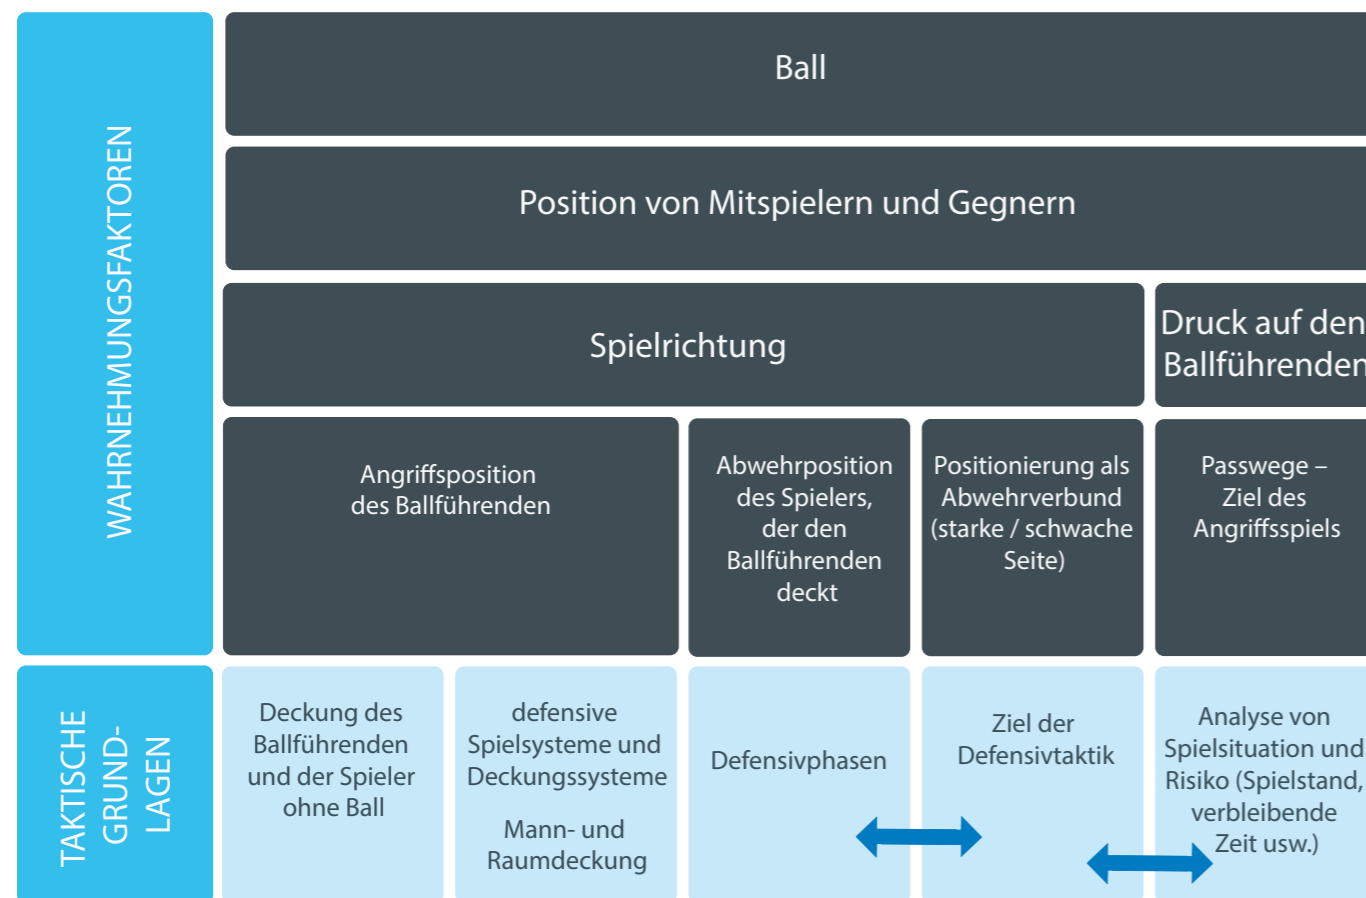 WAHRNEHMUNGSFAKTOREN
Ball
Position von Mitspielern und Gegnern
Spielrichtung
Druck auf den
Ballführenden
Angriffsposition
des Ballführenden
Abwehrposition
des Spielers,
der den
Ballführenden
deckt
Positionierung als
Abwehrverbund
(starke / schwache
Seite)
Passwege –
Ziel des
Angriffsspiels
TAKTISCHE
GRUND-
LAGEN
Deckung des
Ballführenden
und der Spieler
ohne Ball
defensive
Spielsysteme und
Deckungssysteme
Mann- und
Raumdeckung
Defensivphasen
Ziel der
Defensivtaktik
Analyse von
Spielsituation und
Risiko (Spielstand,
verbleibende
Zeit usw.)